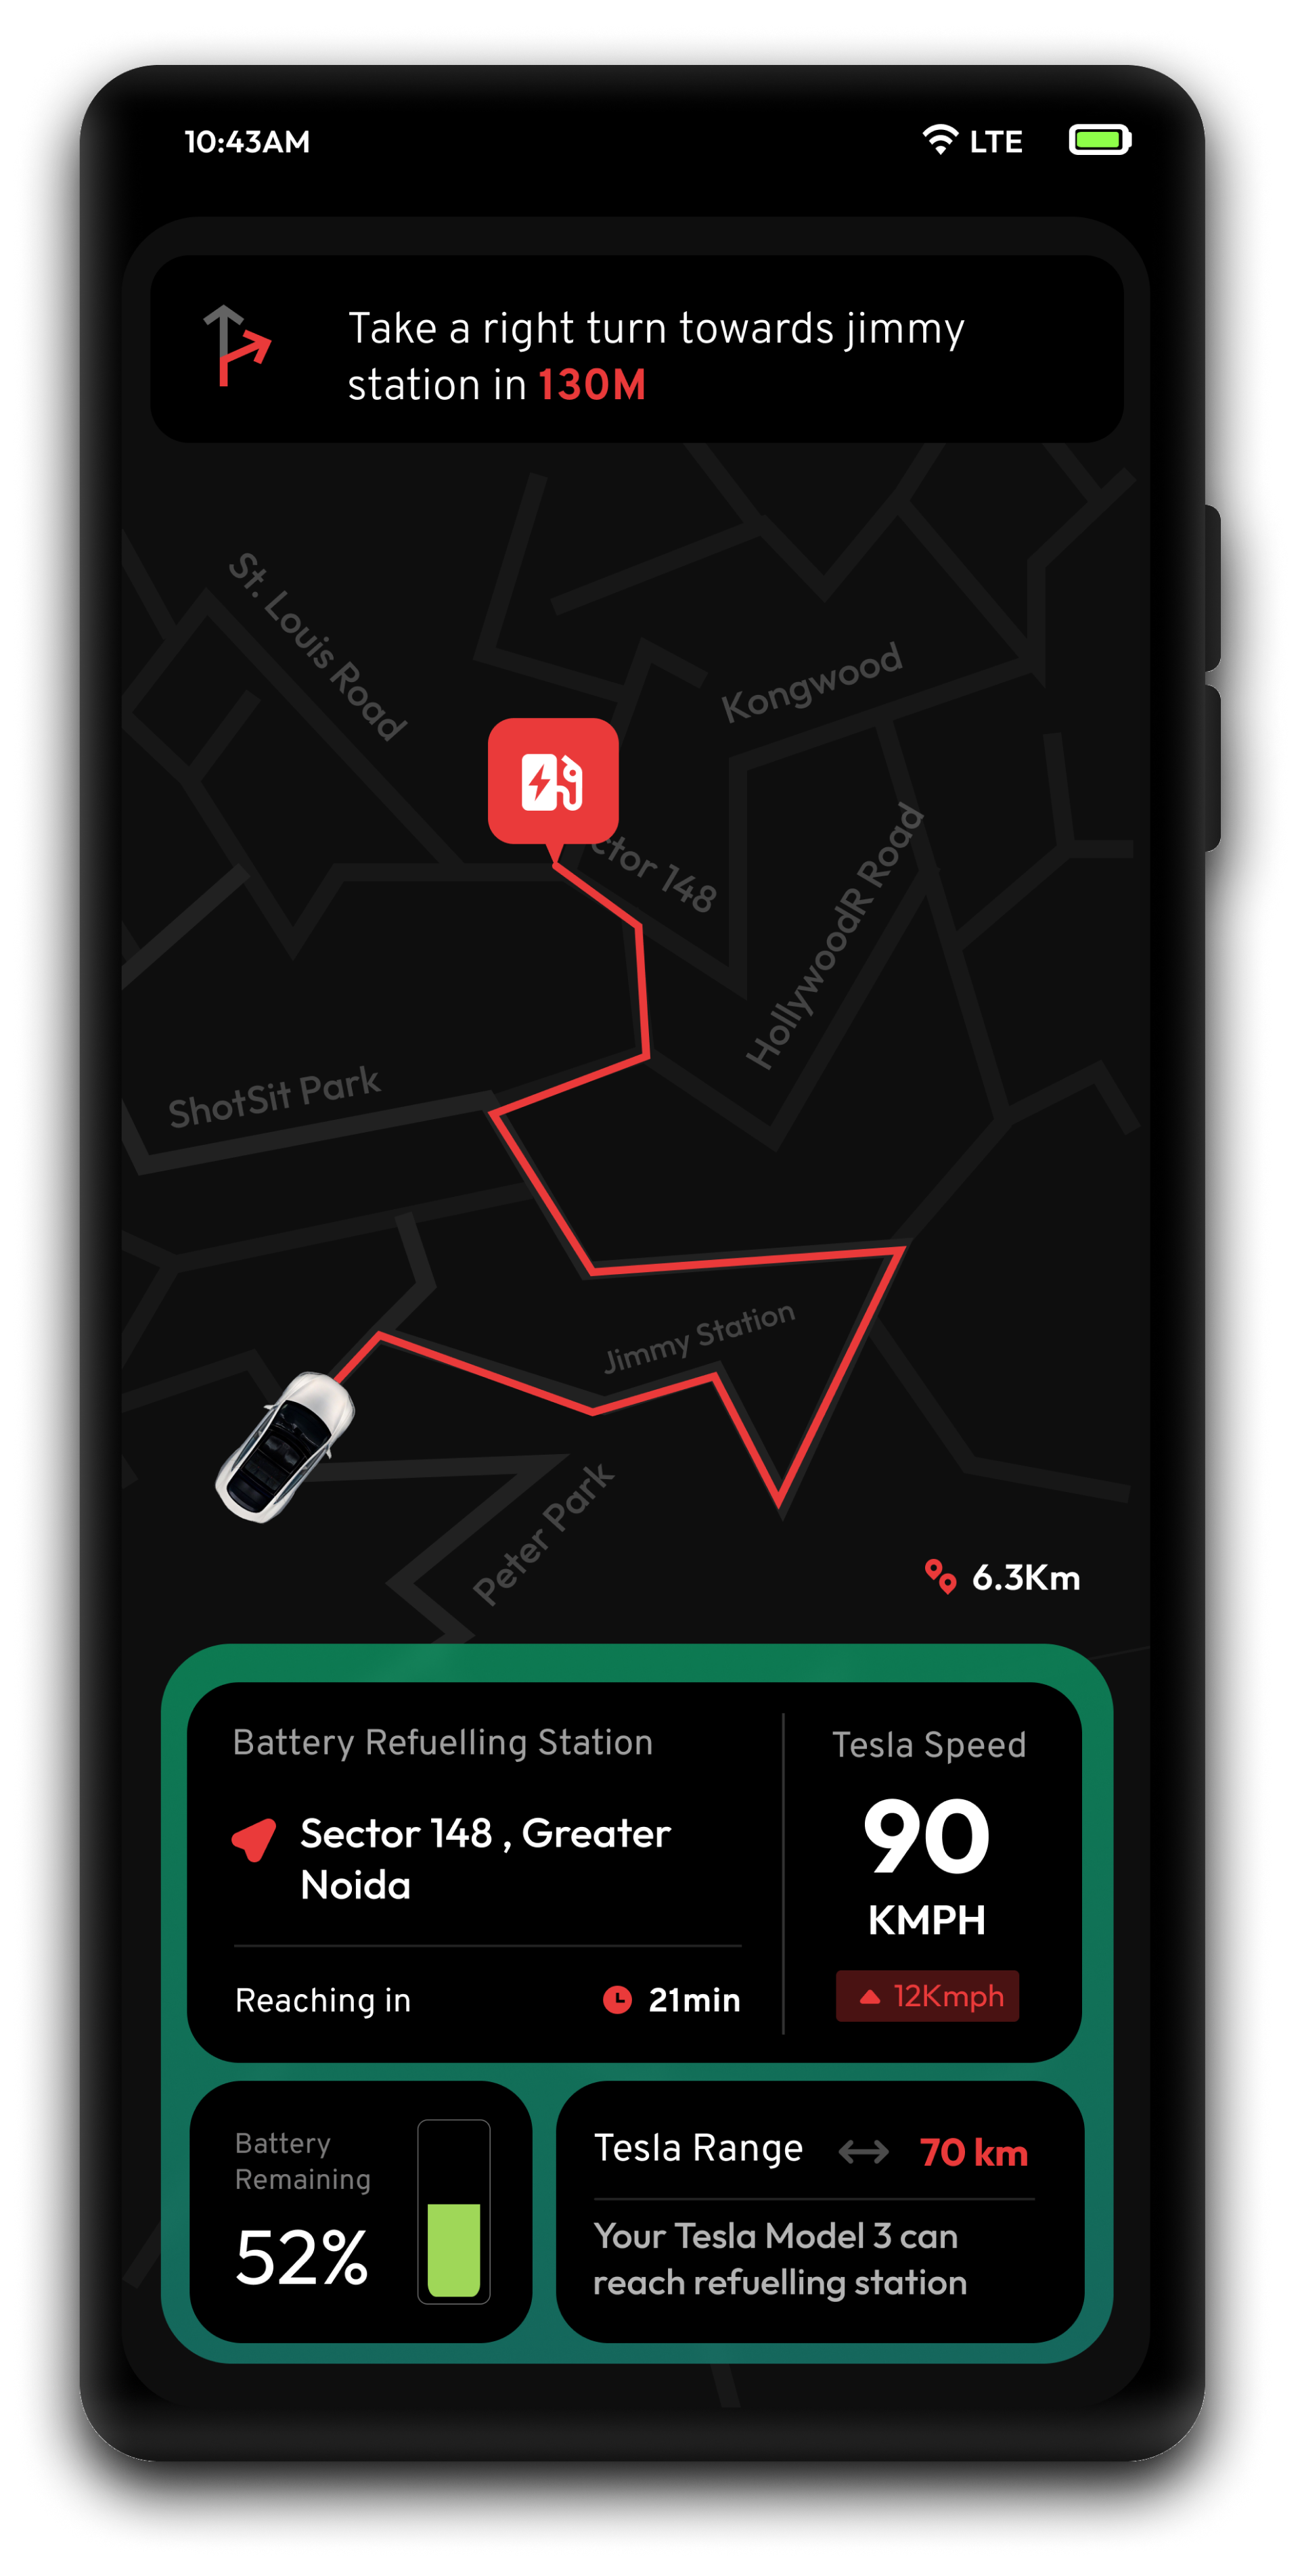 10:43AM
LTE
Take a right turn towards jimmy
station in 130M
St. Louis Road
Kongwood
ctor 148
HollywoodR Road
ShotSit Park
Jimmy Station
Peter Park
6.3Km
Battery Refuelling Station
Sector 148 , Greater
Noida
Reaching in
21min
Tesla Speed
90
KMPH
12Kmph
Battery
Remaining
52%
Tesla Range
70 km
Your Tesla Model 3 can
reach refuelling station